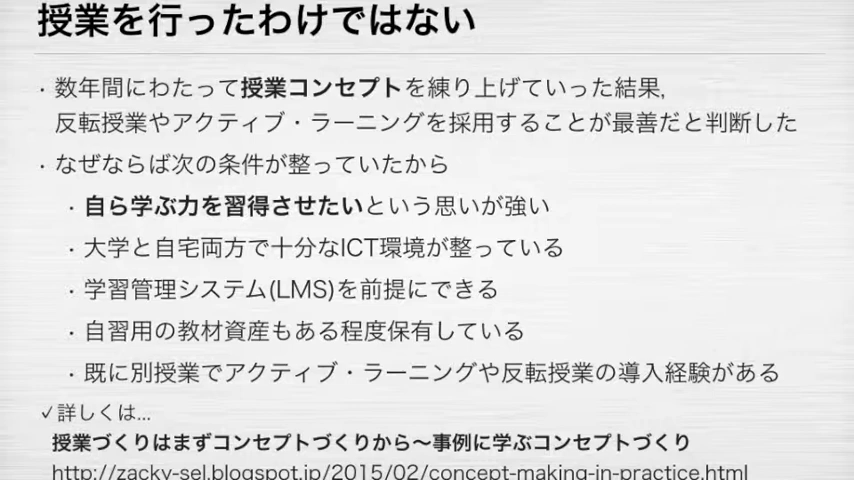 授業を行ったわけではない
・数年間にわたって授業コンセプトを練り上げていった結果,
反転授業やアクティブ・ラーニングを採用することが最善だと判断した
・なぜならば次の条件が整っていたから
・自ら学ぶ力を習得させたいという思いが強い
・大学と自宅両方で十分なICT環境が整っている
・学習管理システム(LMS)を前提にできる
・自習用の教材資産もある程度保有している
・既に別授業でアクティブ・ラーニングや反転授業の導入経験がある
✓詳しくは...
授業づくりはまずコンセプトづくりから〜事例に学ぶコンセプトづくり
http://zacky-sel.blogspot.jp/2015/02/concept-making-in-practice.html